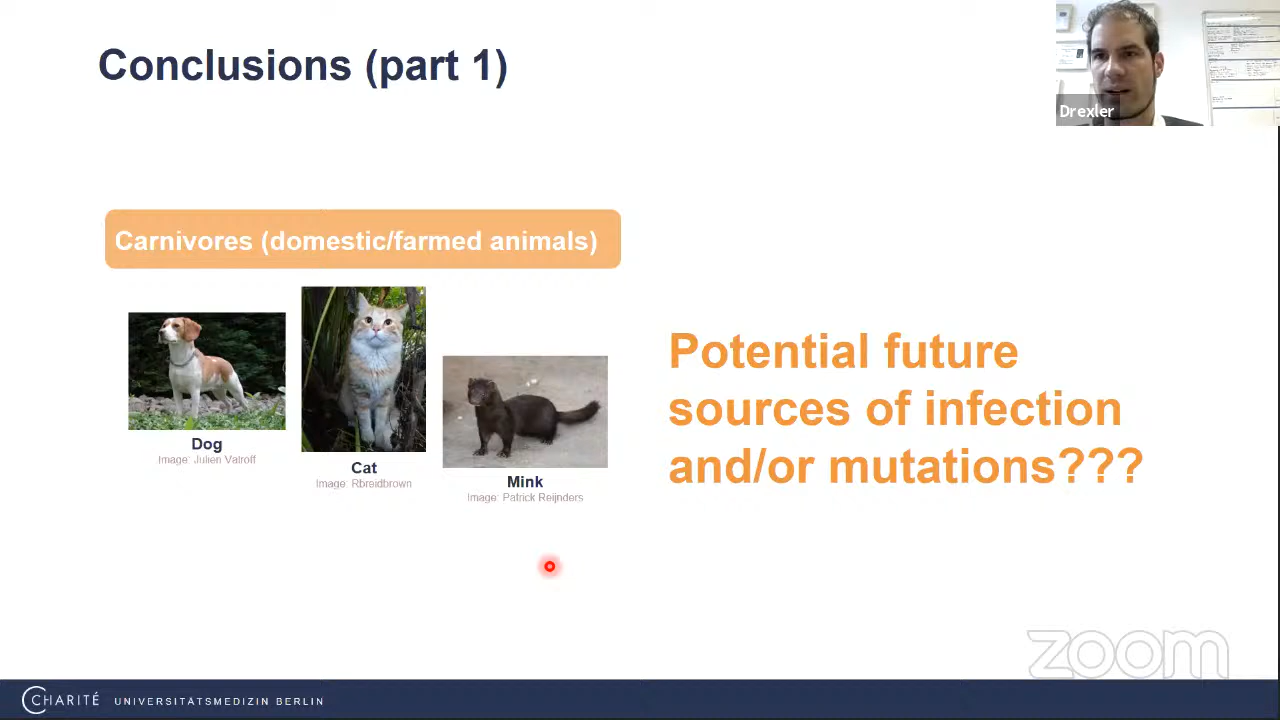 Conclusions (part 1)
Drexler
Carnivores (domestic/farmed animals)
Dog
Image: Julien Vatroff
Cat
Image: Rbreidbrown
Mink
Image: Patrick Reijnders
Potential future
sources of infection
and/or mutations???
zoom
CHARITÉ UNIVERSITÄTSMEDIZIN BERLIN